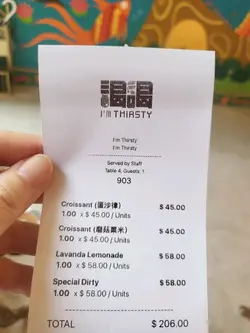 渴渴
I'M THIRSTY
I'm Thirsty
I'm Thirsty
Served by Staff
Table 4, Guests: 1
903
Croissant (蛋沙律) $ 45.00
1.00 x $ 45.00 / Units
Croissant (蘑菇粟米) $ 45.00
1.00 x $ 45.00 / Units
Lavanda Lemonade $ 58.00
1.00 x $ 58.00 / Units
Special Dirty $ 58.00
1.00 x $ 58.00 / Units
TOTAL $ 206.00